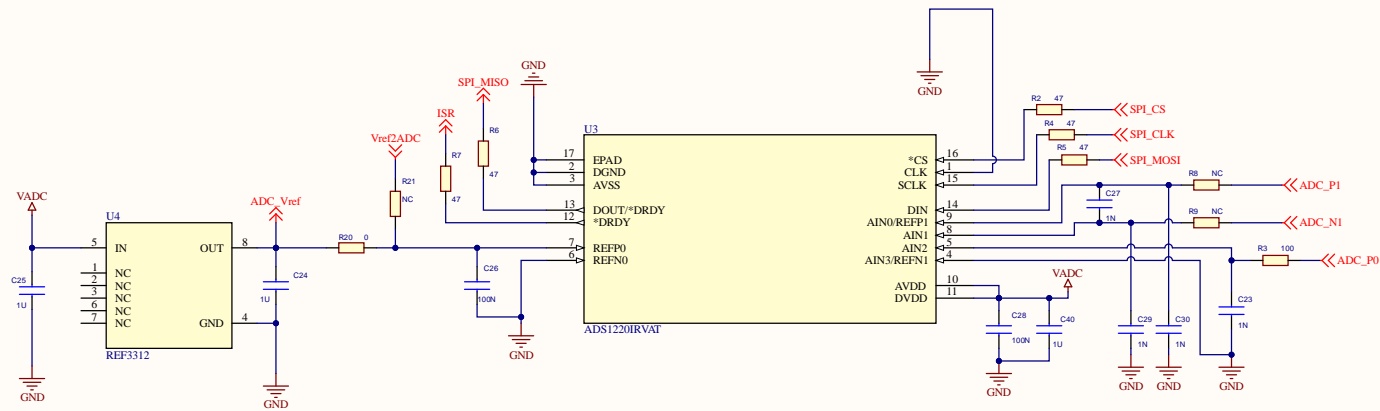 VADC
C25
1U
U4
5 IN
1 NC
2 NC
3 NC
6 NC
7 NC
OUT 8
GND 4
REF3312
GND
ADC_Vref
C24
1U
GND
R20 0
Vref2ADC
R21
NC
ISR
R7
47
SPI_MISO
R6
47
GND
C26
100N
GND
U3
17 EPAD
2 DGND
3 AVSS
13 DOUT/*DRDY
12 *DRDY
7 REFP0
6 REFN0
*CS 16
CLK 1
SCLK 15
DIN 14
AIN0/REFP1 9
AIN1 8
AIN2 5
AIN3/REFN1 4
AVDD 10
DVDD 11
ADS1220IRVAT
GND
R2 47
SPI_CS
R4 47
SPI_CLK
R5 47
SPI_MOSI
C27
1N
R8 NC
ADC_P1
R9 NC
ADC_N1
R3 100
ADC_P0
VADC
C28
100N
C40
1U
GND
C29
1N
GND
C30
1N
GND
C23
1N
GND